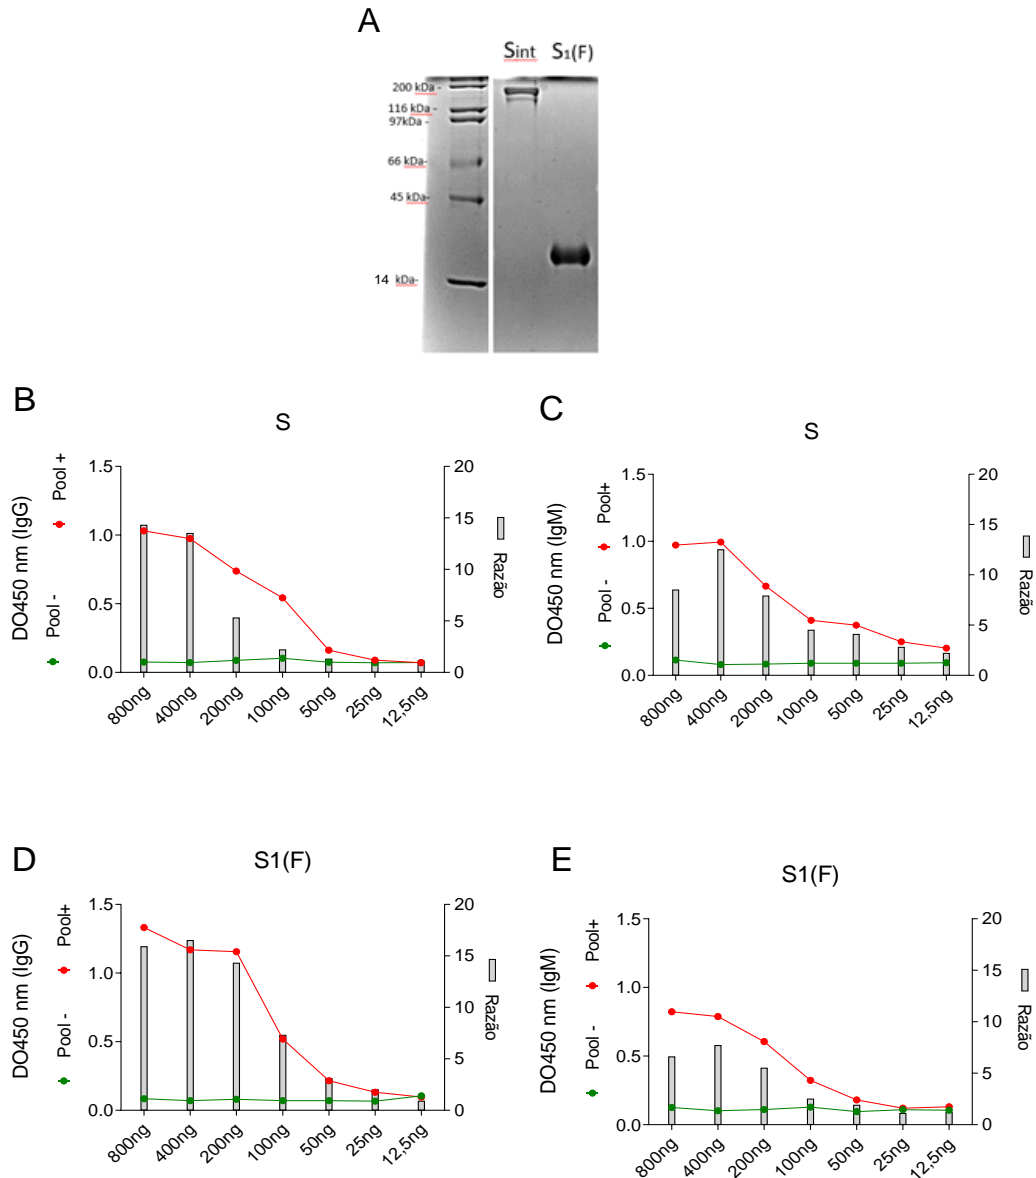 A
Sint S1(F)
200 kDa -
116 kDa -
97kDa -
66 kDa-
45 kDa-
14 kDa-
B
S
DO450 nm (IgG)
Pool - Pool +
1.5
1.0
0.5
0.0
20
15
10
5
0
Razão
800ng 400ng 200ng 100ng 50ng 25ng 12,5ng
C
S
DO450 nm (IgM)
Pool - Pool+
1.5
1.0
0.5
0.0
20
15
10
5
0
Razão
800ng 400ng 200ng 100ng 50ng 25ng 12,5ng
D
S1(F)
DO450 nm (IgG)
Pool - Pool+
1.5
1.0
0.5
0.0
20
15
10
5
0
Razão
800ng 400ng 200ng 100ng 50ng 25ng 12,5ng
E
S1(F)
DO450 nm (IgM)
Pool - Pool+
1.5
1.0
0.5
0.0
20
15
10
5
0
Razão
800ng 400ng 200ng 100ng 50ng 25ng 12,5ng